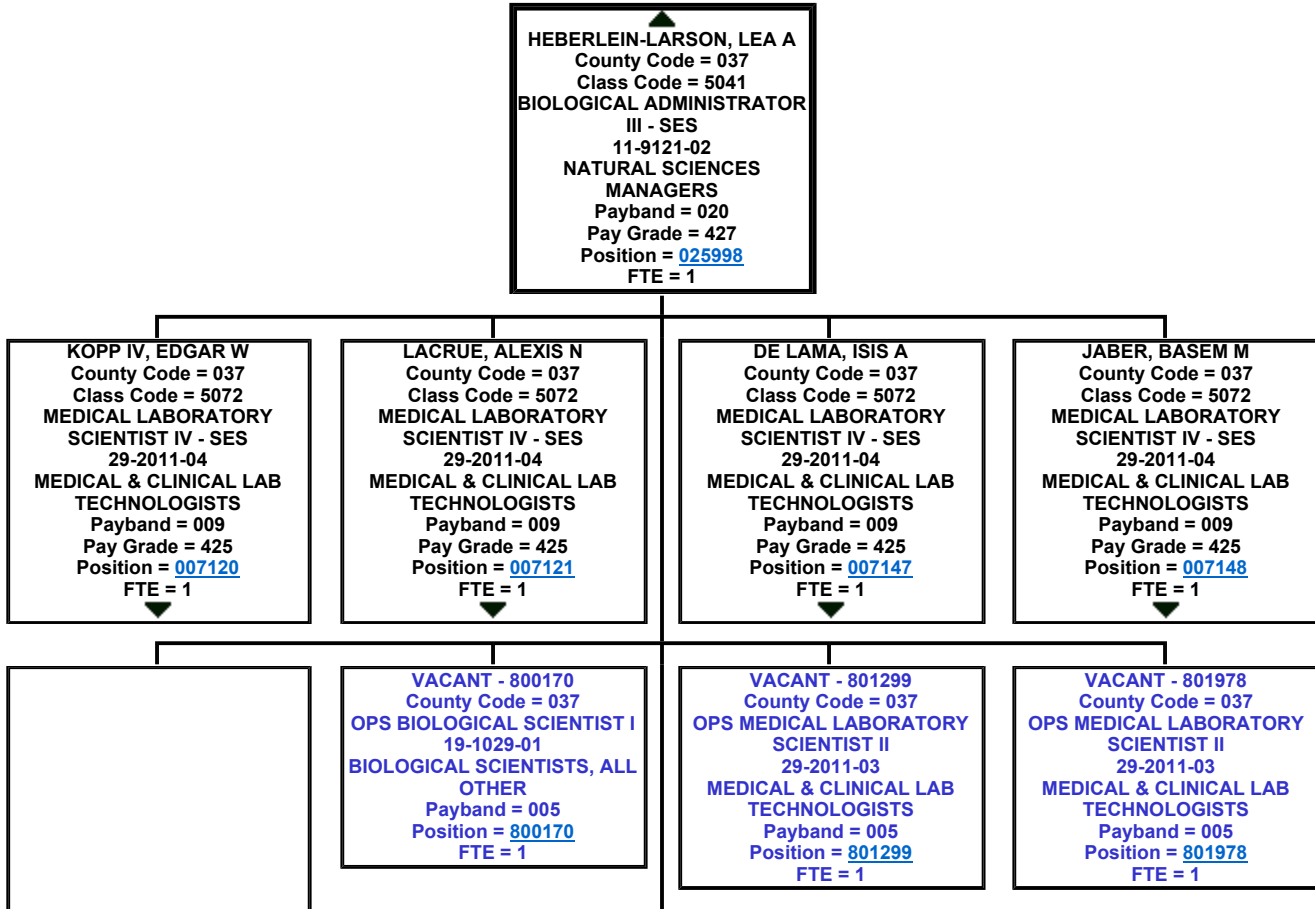 HEBERLEIN-LARSON, LEA A
County Code = 037
Class Code = 5041
BIOLOGICAL ADMINISTRATOR
III - SES
11-9121-02
NATURAL SCIENCES
MANAGERS
Payband = 020
Pay Grade = 427
Position = 025998
FTE = 1
KOPP IV, EDGAR W
County Code = 037
Class Code = 5072
MEDICAL LABORATORY
SCIENTIST IV - SES
29-2011-04
MEDICAL & CLINICAL LAB
TECHNOLOGISTS
Payband = 009
Pay Grade = 425
Position = 007120
FTE = 1
LACRUE, ALEXIS N
County Code = 037
Class Code = 5072
MEDICAL LABORATORY
SCIENTIST IV - SES
29-2011-04
MEDICAL & CLINICAL LAB
TECHNOLOGISTS
Payband = 009
Pay Grade = 425
Position = 007121
FTE = 1
DE LAMA, ISIS A
County Code = 037
Class Code = 5072
MEDICAL LABORATORY
SCIENTIST IV - SES
29-2011-04
MEDICAL & CLINICAL LAB
TECHNOLOGISTS
Payband = 009
Pay Grade = 425
Position = 007147
FTE = 1
JABER, BASEM M
County Code = 037
Class Code = 5072
MEDICAL LABORATORY
SCIENTIST IV - SES
29-2011-04
MEDICAL & CLINICAL LAB
TECHNOLOGISTS
Payband = 009
Pay Grade = 425
Position = 007148
FTE = 1
VACANT - 800170
County Code = 037
OPS BIOLOGICAL SCIENTIST I
19-1029-01
BIOLOGICAL SCIENTISTS, ALL
OTHER
Payband = 005
Position = 800170
FTE = 1
VACANT - 801299
County Code = 037
OPS MEDICAL LABORATORY
SCIENTIST II
29-2011-03
MEDICAL & CLINICAL LAB
TECHNOLOGISTS
Payband = 005
Position = 801299
FTE = 1
VACANT - 801978
County Code = 037
OPS MEDICAL LABORATORY
SCIENTIST II
29-2011-03
MEDICAL & CLINICAL LAB
TECHNOLOGISTS
Payband = 005
Position = 801978
FTE = 1